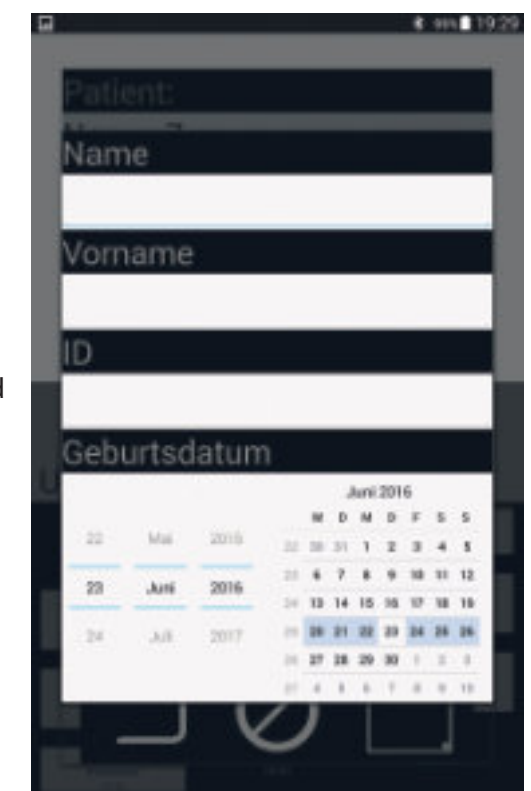 19:29
Patient:
Name
Vorname
ID
Geburtsdatum
Juni 2016
M D M D F S S
22 Mai 2015 22 30 31 1 2 3 4 5
23 Juni 2016 23 6 7 8 9 10 11 12
24 Juli 2017 24 13 14 15 16 17 18 19
25 20 21 22 23 24 25 26
26 27 28 29 30 1 2 3
27 4 5 6 7 8 9 10